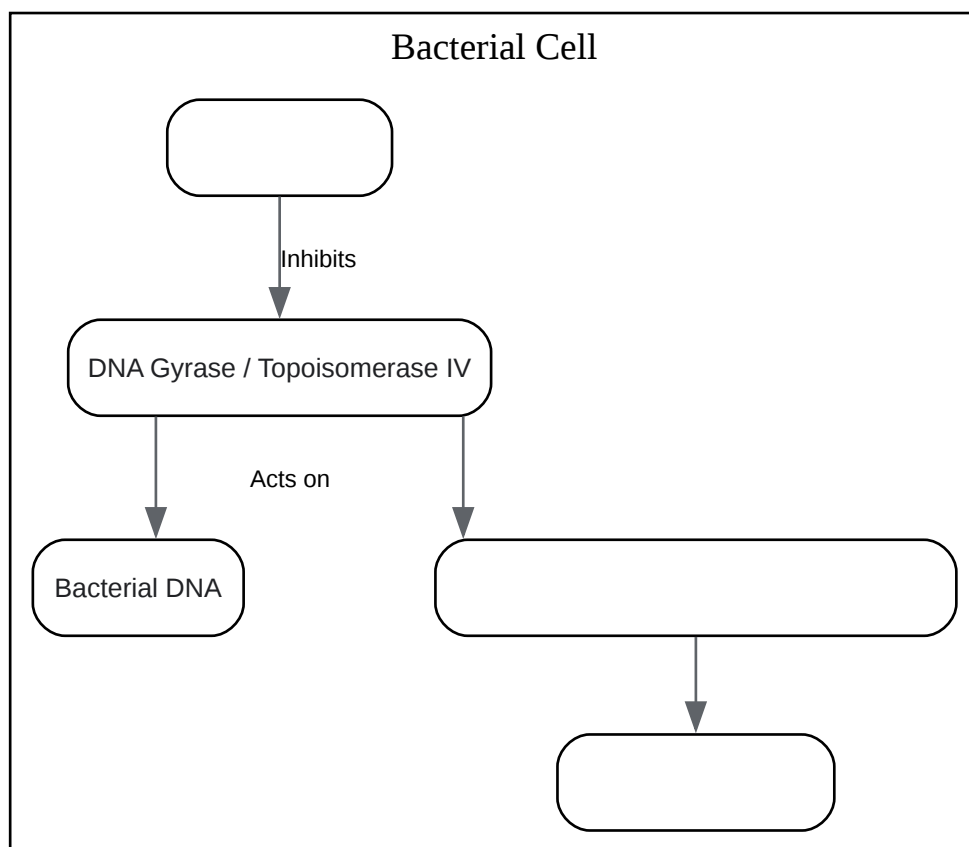 Bacterial Cell
Inhibits
DNA Gyrase / Topoisomerase IV
Acts on
Bacterial DNA